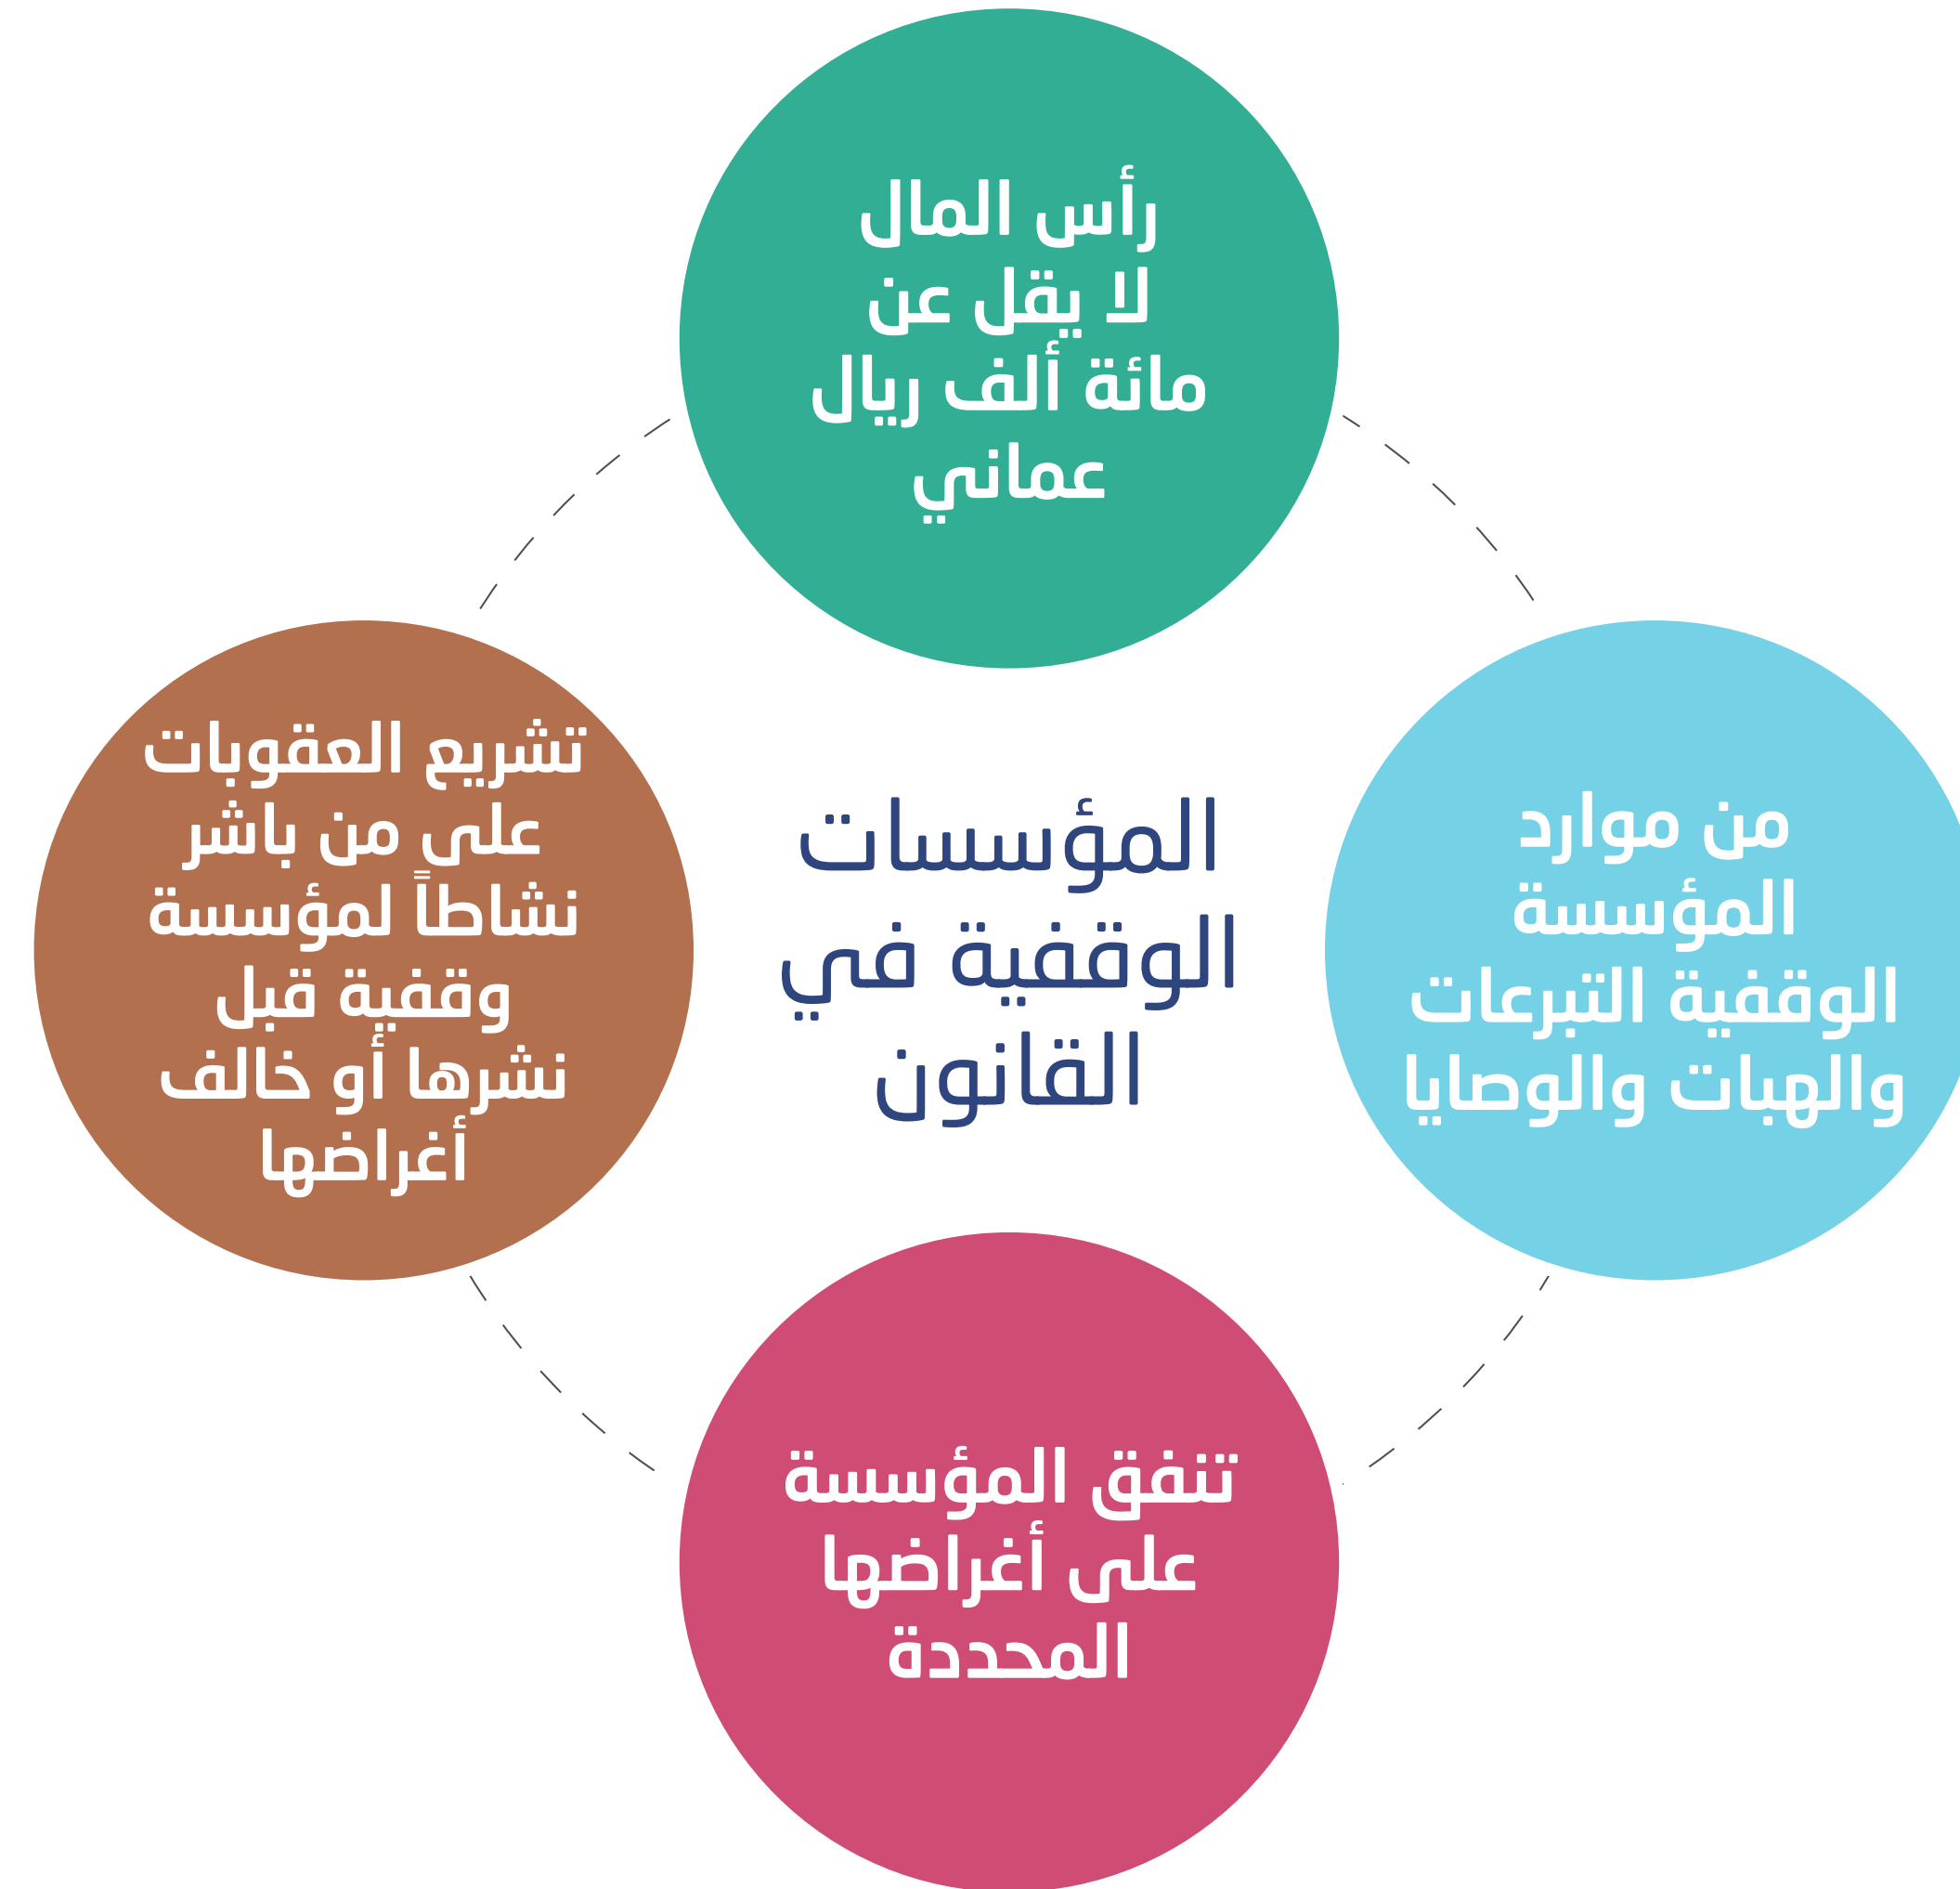 رأس المال
لا يقل عن
مائة ألف ريال
عماني
من موارد
المؤسسة
الوقفية التبرعات
والهبات والوصايا
المؤسسات
الوقفية في
القانون
تشريع العقوبات
على من باشر
نشاطاً لمؤسسة
وقفية قبل
نشرها أو خالف
أغراضها
تنفق المؤسسة
على أغراضها
المحددة